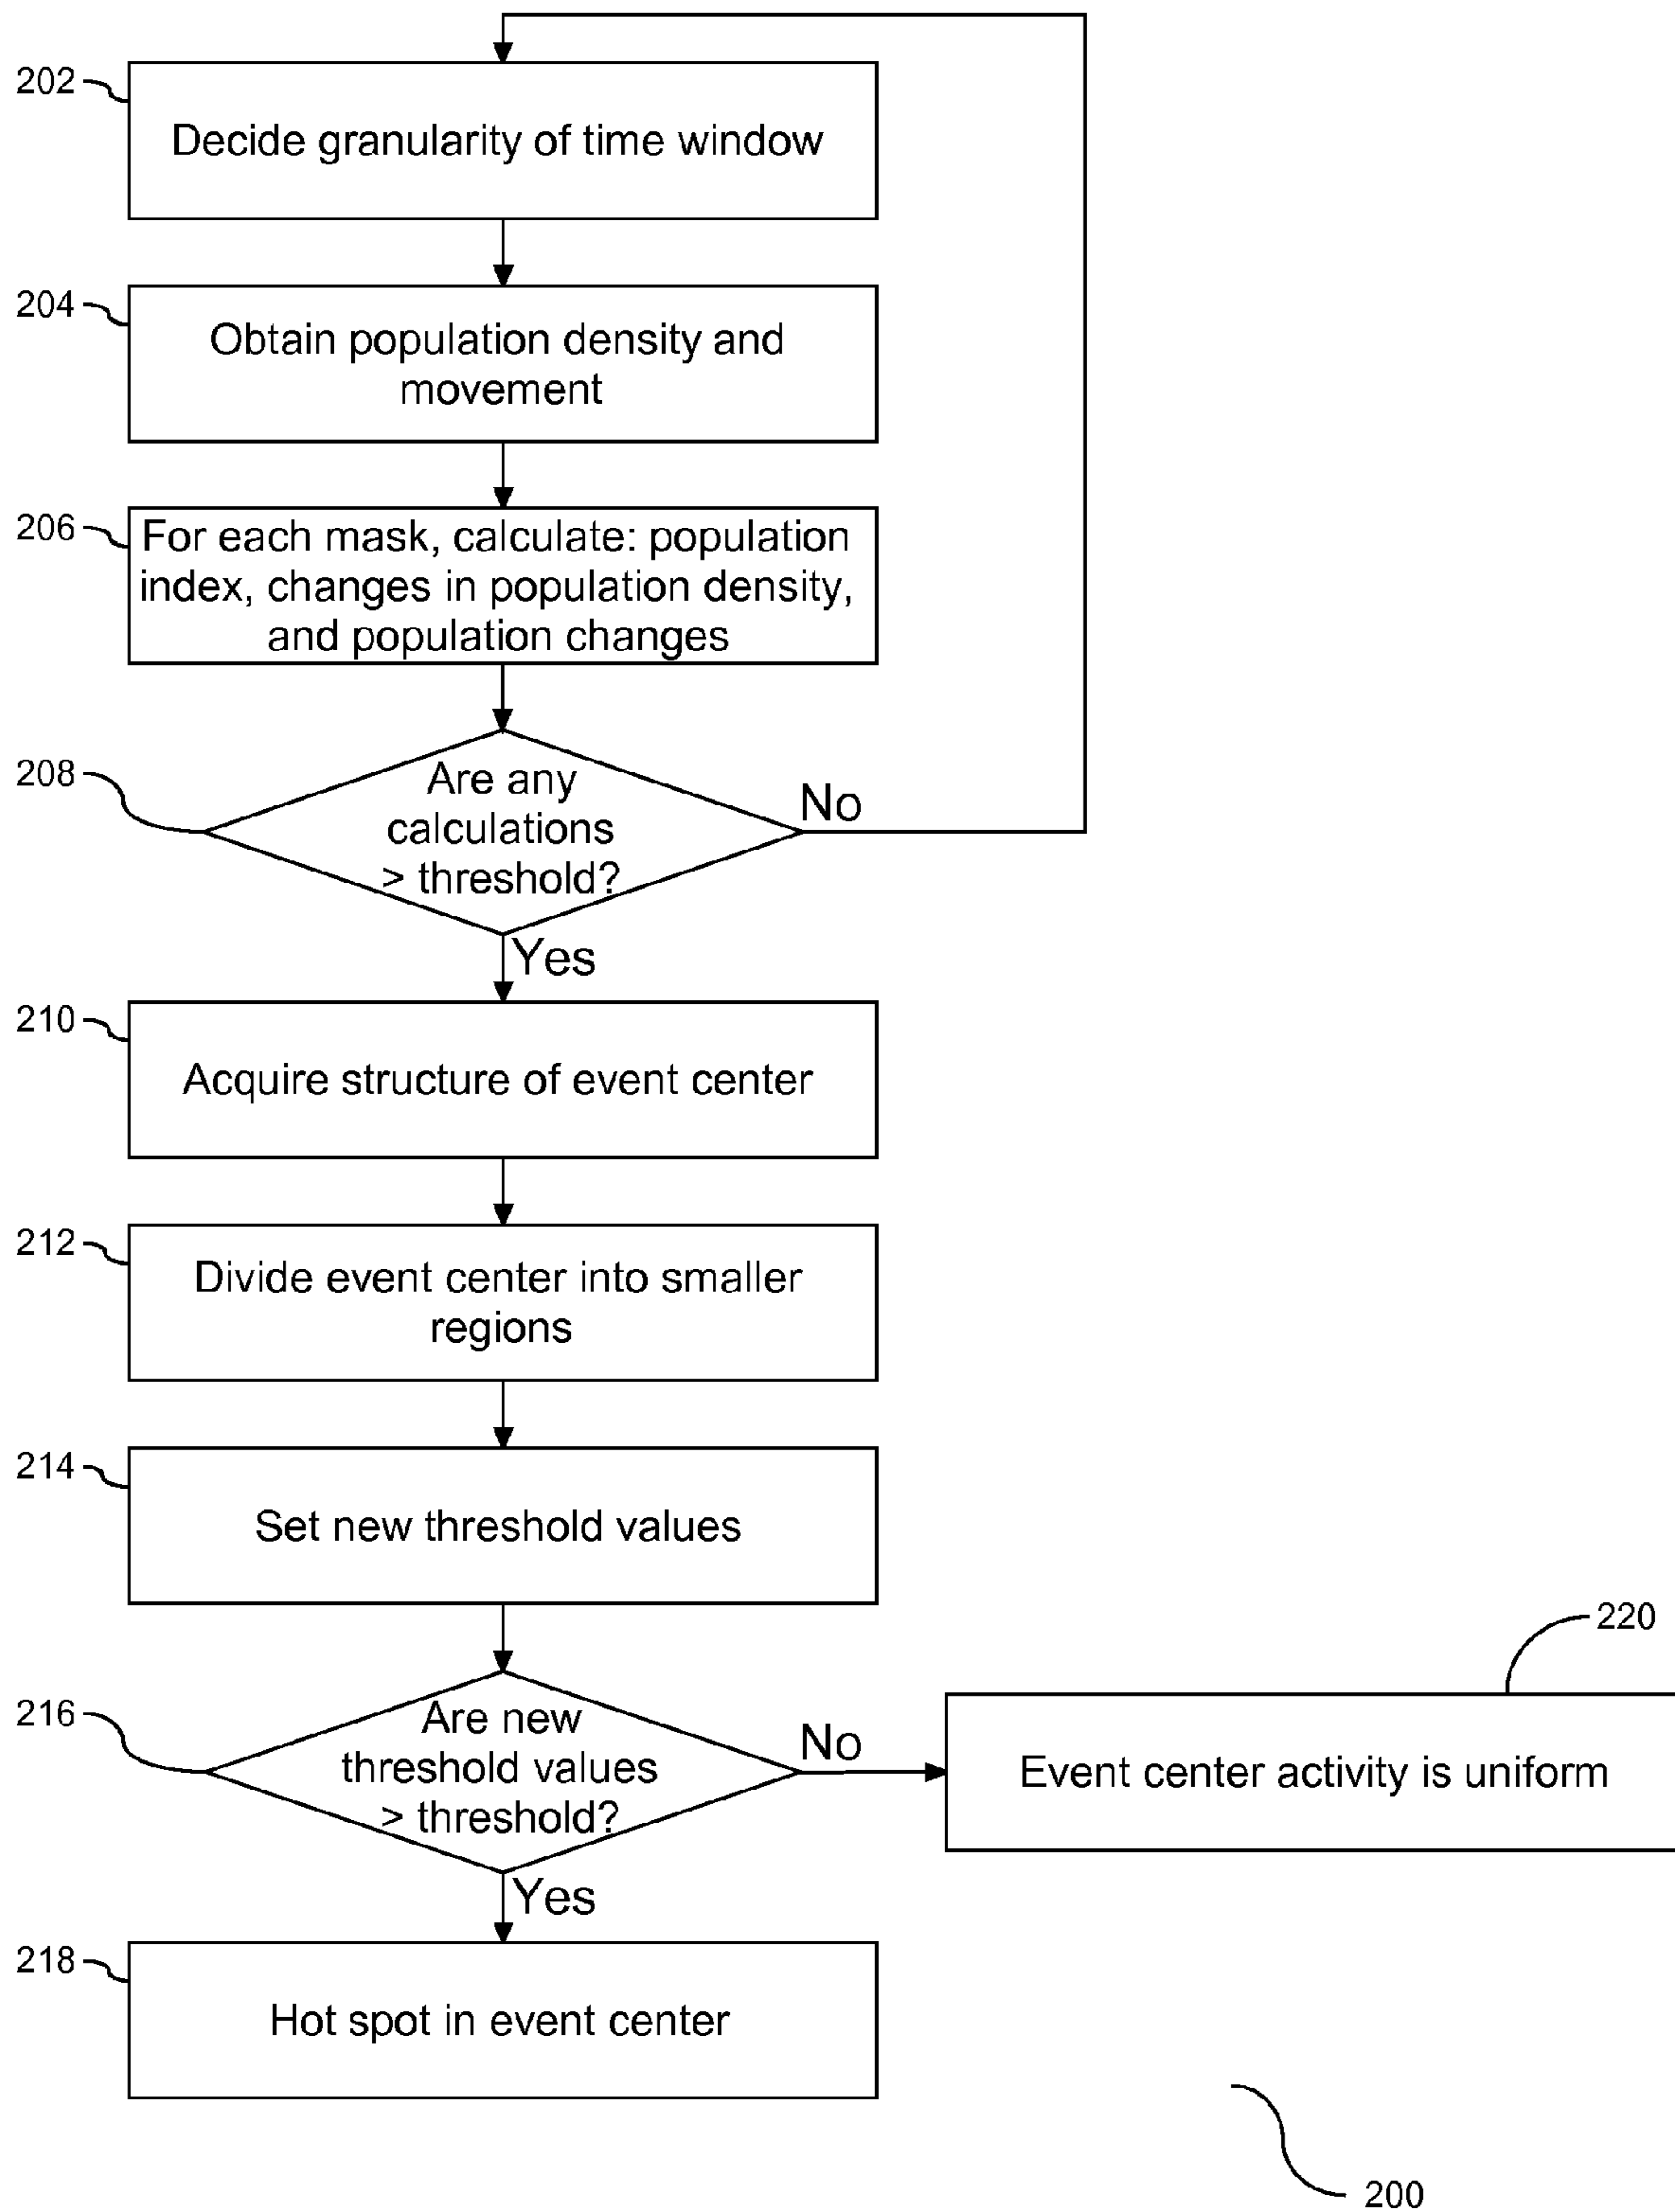 202
Decide granularity of time window
204
Obtain population density and
movement
206
For each mask, calculate: population
index, changes in population density,
and population changes
208
Are any
calculations
> threshold?
No
Yes
210
Acquire structure of event center
212
Divide event center into smaller
regions
214
Set new threshold values
216
Are new
threshold values
> threshold?
No
220
Event center activity is uniform
Yes
218
Hot spot in event center
200